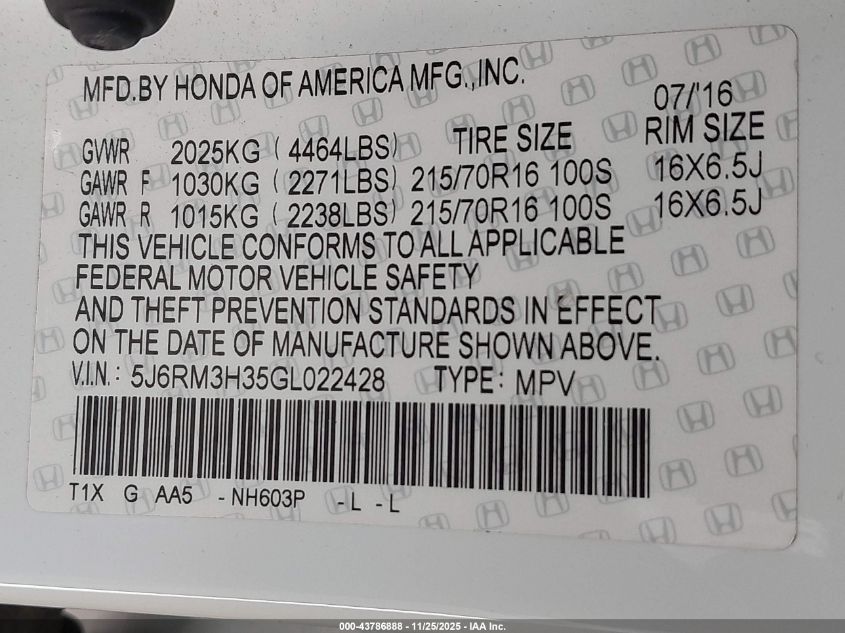 MFD.BY HONDA OF AMERICA MFG.,INC.
07/'16
GVWR 2025KG ( 4464LBS) TIRE SIZE RIM SIZE
GAWR F 1030KG ( 2271LBS) 215/70R16 100S 16X6.5J
GAWR R 1015KG ( 2238LBS) 215/70R16 100S 16X6.5J
THIS VEHICLE CONFORMS TO ALL APPLICABLE
FEDERAL MOTOR VEHICLE SAFETY
AND THEFT PREVENTION STANDARDS IN EFFECT
ON THE DATE OF MANUFACTURE SHOWN ABOVE.
V.I.N.: 5J6RM3H35GL022428 TYPE: MPV
T1X G AA5 -NH603P -L -L
000-43786888 - 11/25/2025 - IAA Inc.